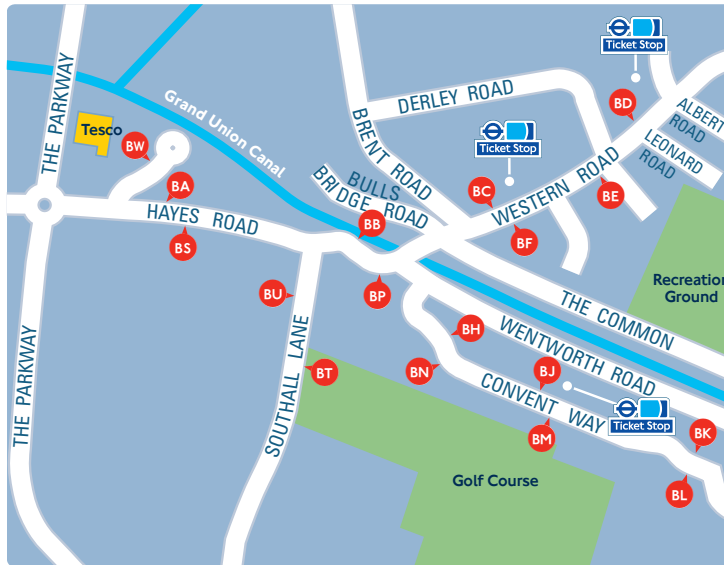 Ticket Stop
THE PARKWAY
DERLEY ROAD
BD
Tesco
Grand Union Canal
BRENT ROAD
ALBERT
ROAD
LEONARD
ROAD
BW
Ticket Stop
BULLS
BRIDGE ROAD
BA
BC
WESTERN ROAD
BE
HAYES ROAD
BB
BF
BS
Recreation
Ground
BU
BP
THE COMMON
THE PARKWAY
BH
WENTWORTH ROAD
SOUTHALL LANE
BT
BN
BJ
CONVENT WAY
Ticket Stop
BM
BK
BL
Golf Course